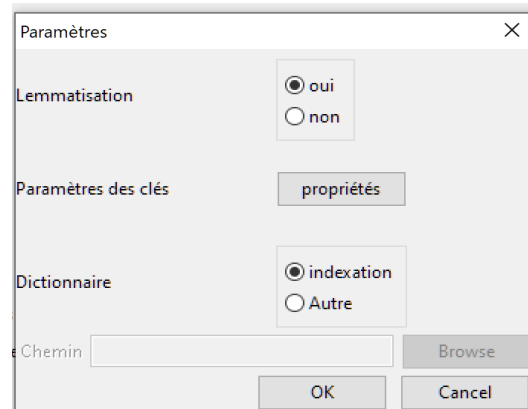 Paramètres
Lemmatisation
oui
non
Paramètres des clés
propriétés
Dictionnaire
indexation
Autre
Chemin
Browse
OK
Cancel